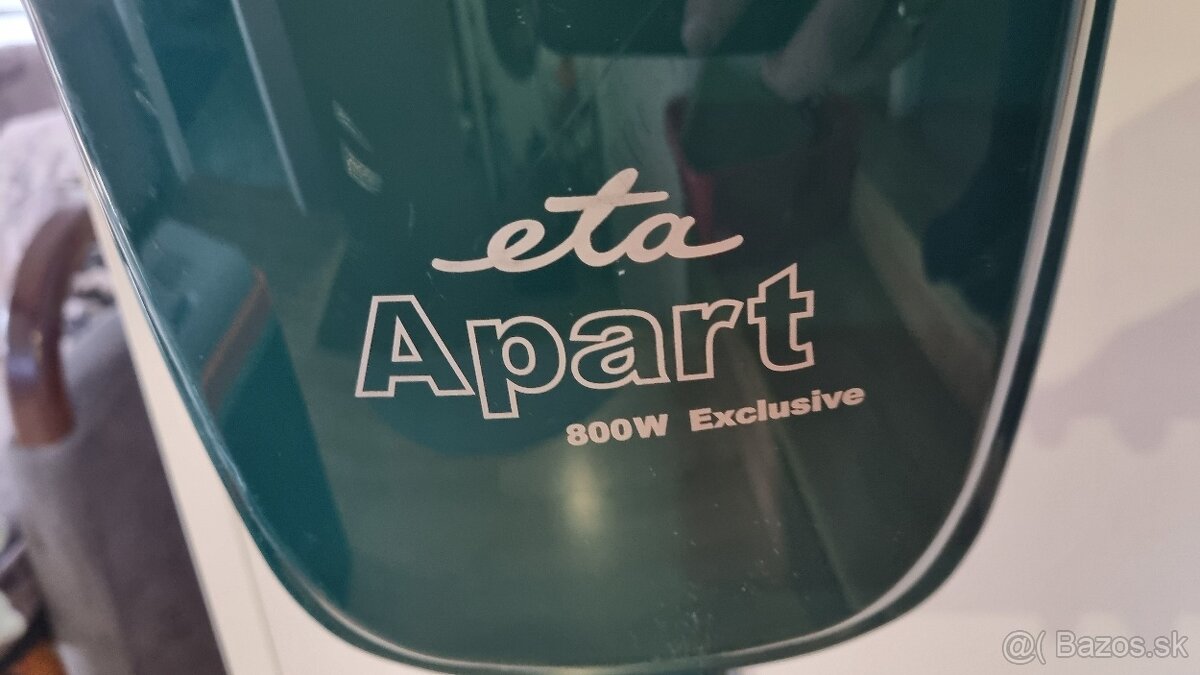 eta
Apart
800W Exclusive
@( Bazos.sk